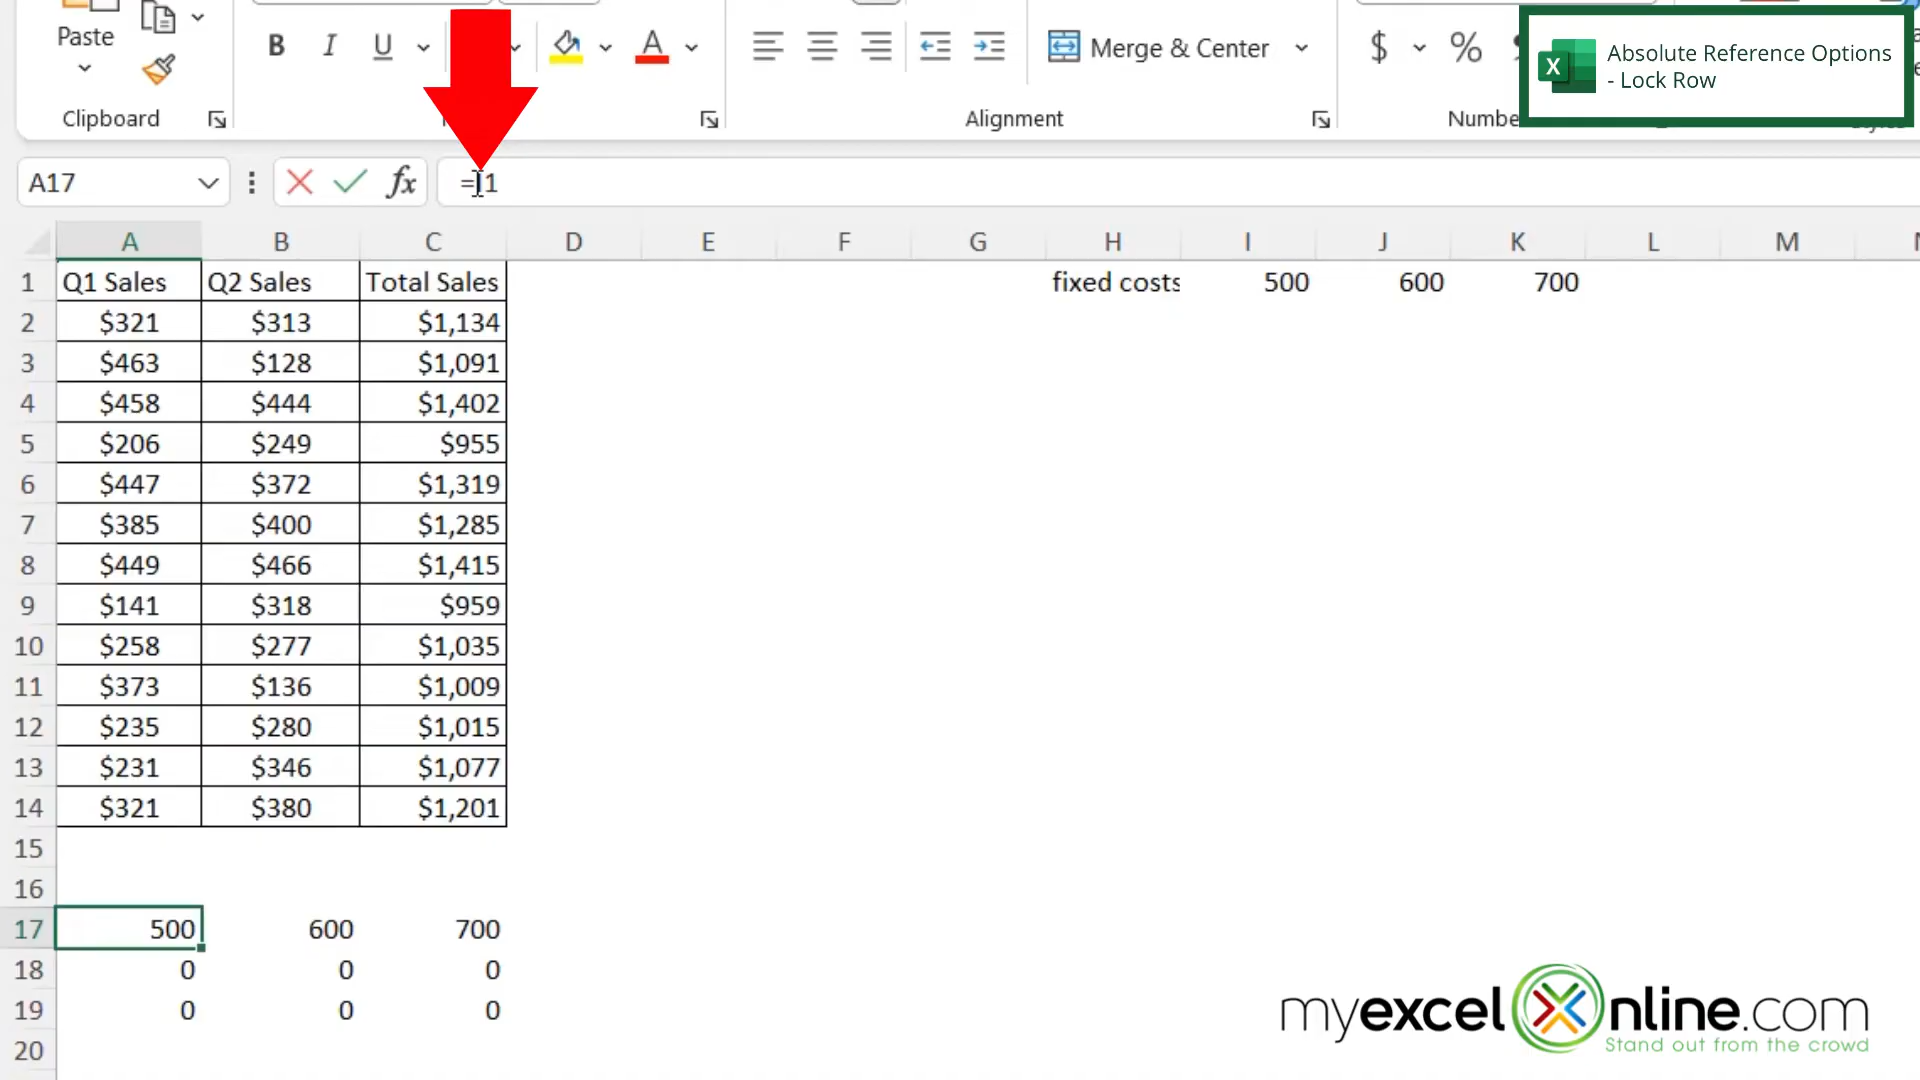 Paste
B I U A
Merge & Center
$ %
Absolute Reference Options
- Lock Row
Clipboard
Alignment
Numbe
A17
fx
=I1
A B C D E F G H I J K L M
1 Q1 Sales Q2 Sales Total Sales fixed costs 500 600 700
2 $321 $313 $1,134
3 $463 $128 $1,091
4 $458 $444 $1,402
5 $206 $249 $955
6 $447 $372 $1,319
7 $385 $400 $1,285
8 $449 $466 $1,415
9 $141 $318 $959
10 $258 $277 $1,035
11 $373 $136 $1,009
12 $235 $280 $1,015
13 $231 $346 $1,077
14 $321 $380 $1,201
15
16
17 500 600 700
18 0 0 0
19 0 0 0
20
myexcelOnline.com
Stand out from the crowd